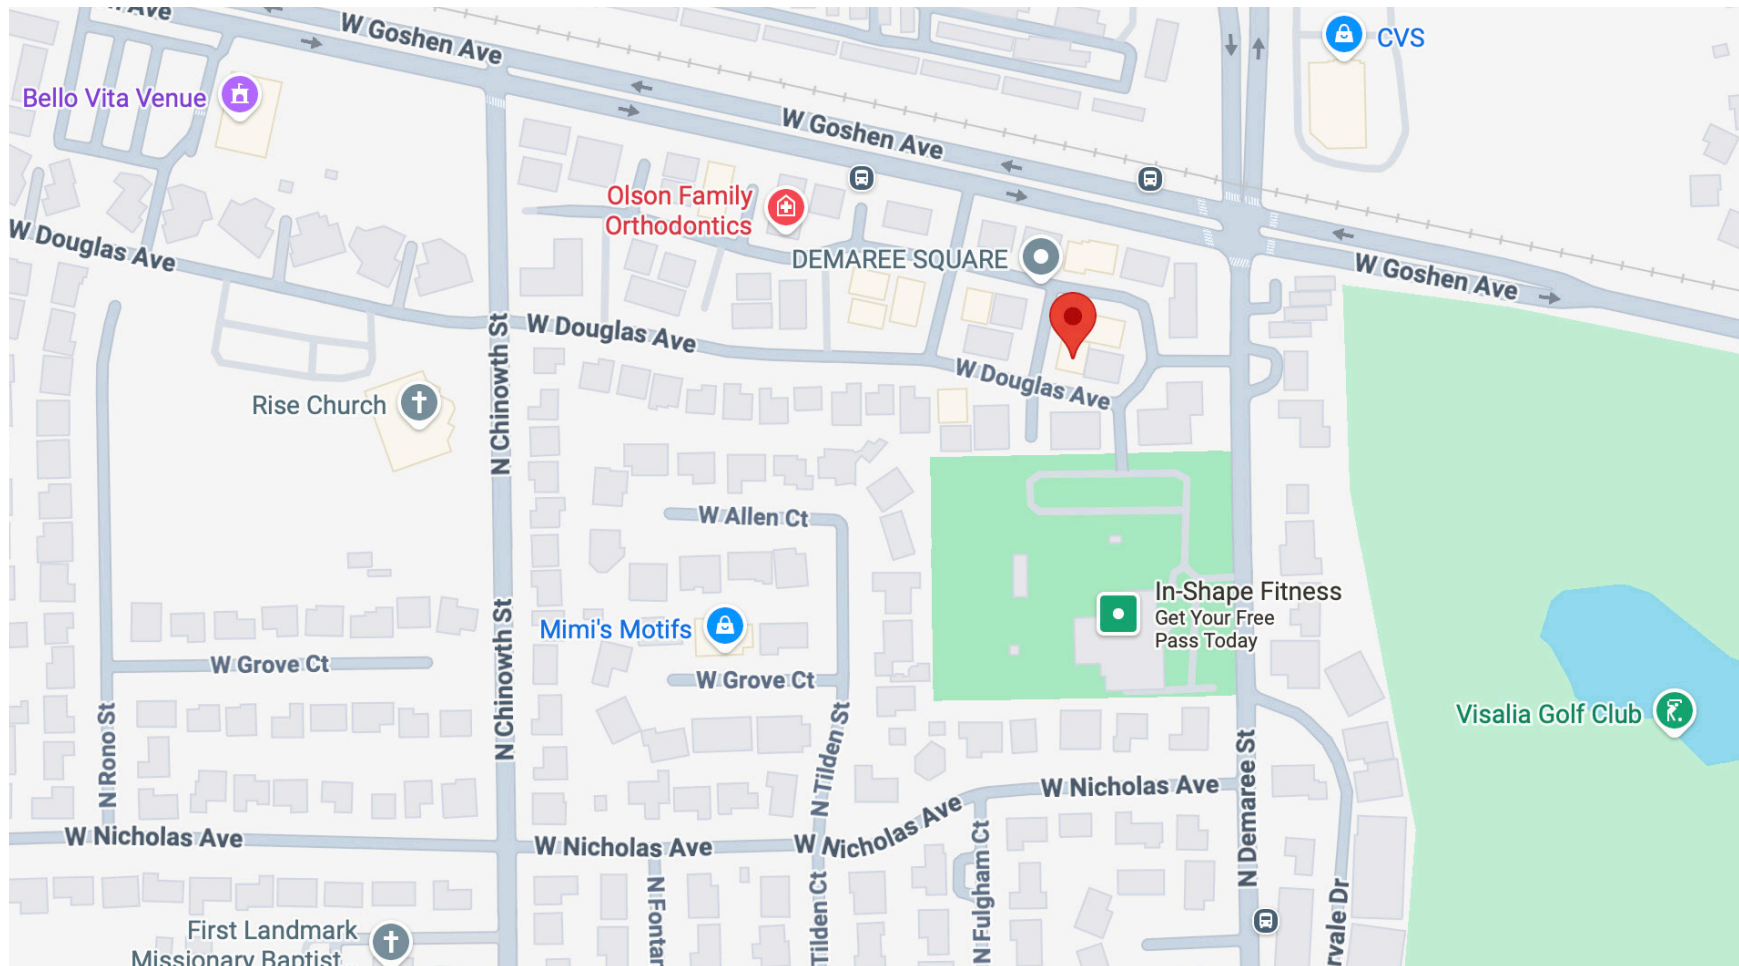 W Goshen Ave
CVS
Bello Vita Venue
W Goshen Ave
Olson Family
Orthodontics
DEMAREE SQUARE
W Douglas Ave
W Goshen Ave
W Douglas Ave
N Chinowth St
W Douglas Ave
Rise Church
W Allen Ct
In-Shape Fitness
Get Your Free
Pass Today
Mimi's Motifs
N Chinowth St
W Grove Ct
W Grove Ct
N Rono St
N Tilden St
Visalia Golf Club
N Demaree St
W Nicholas Ave
W Nicholas Ave
W Nicholas Ave
W Nicholas Ave
N Fulgham Ct
Tilden Ct
First Landmark
Missionary Baptist